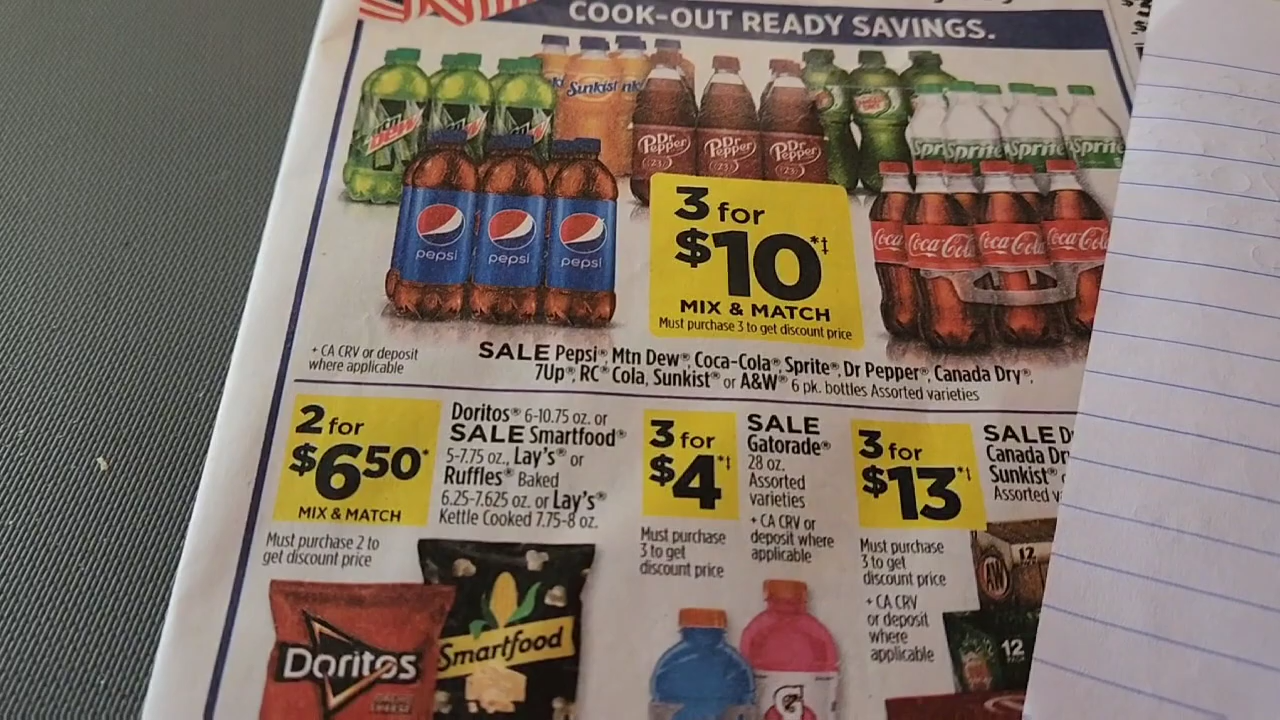 COOK-OUT READY SAVINGS.
Sunkist
Dr Pepper
23
Dr Pepper
23
Dr Pepper
23
Sprite
Sprite
Sprite
pepsi
pepsi
pepsi
Coca-Cola
Coca-Cola
Coca-Cola
3 for
$10*‡
MIX & MATCH
Must purchase 3 to get discount price
+ CA CRV or deposit
where applicable
SALE Pepsi®, Mtn Dew®, Coca-Cola®, Sprite®, Dr Pepper®, Canada Dry®,
7Up®, RC® Cola, Sunkist® or A&W® 6 pk. bottles Assorted varieties
2 for
$650*
MIX & MATCH
Must purchase 2 to
get discount price
Doritos® 6-10.75 oz. or
SALE Smartfood®
5-7.75 oz., Lay's® or
Ruffles® Baked
6.25-7.625 oz. or Lay's®
Kettle Cooked 7.75-8 oz.
3 for
$4*‡
Must purchase
3 to get
discount price
SALE
Gatorade®
28 oz.
Assorted
varieties
+ CA CRV or
deposit where
applicable
3 for
$13*‡
Must purchase
3 to get
discount price
+ CA CRV
or deposit
where
applicable
SALE
Canada
Sunkist®
Assorted
Doritos
Smartfood
G
12
AW
12